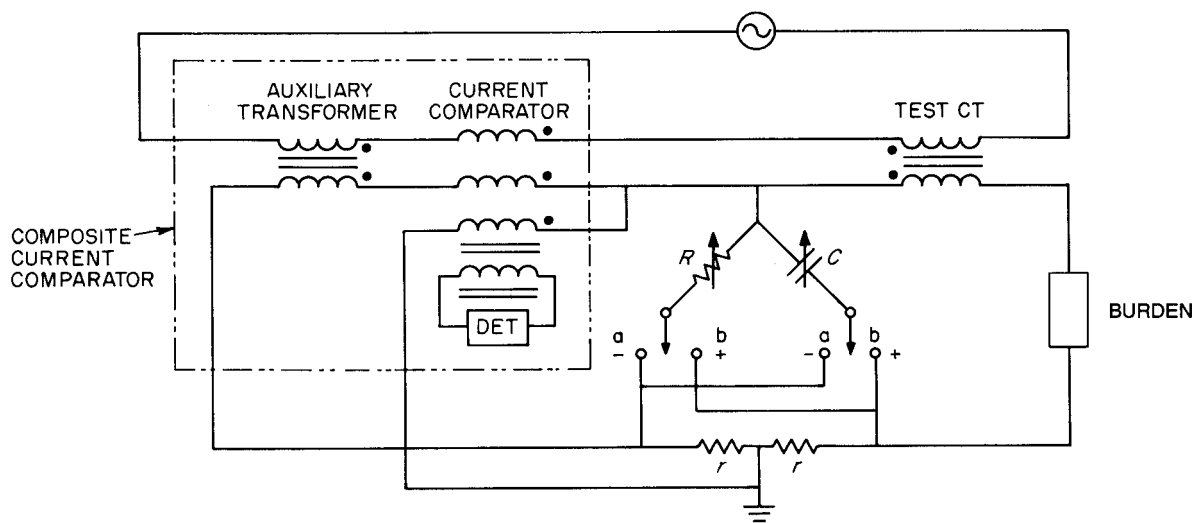 AUXILIARY
TRANSFORMER
CURRENT
COMPARATOR
TEST CT
COMPOSITE
CURRENT
COMPARATOR
DET
R
C
BURDEN
a
b
a
b
-
+
-
+
r
r